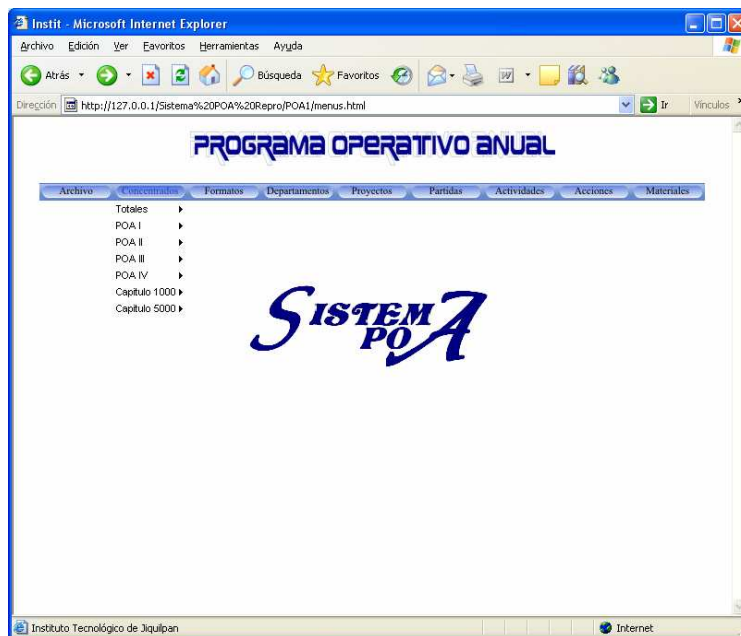 Instit - Microsoft Internet Explorer
Archivo Edición Ver Favoritos Herramientas Ayuda
Atrás Búsqueda Favoritos
Dirección http://127.0.0.1/Sistema%20POA%20Repro/POA1/menus.html Ir Vínculos
PROGRAMA OPERATIVO ANUAL
Archivo Concentrados Formatos Departamentos Proyectos Partidas Actividades Acciones Materiales
Totales
POA I
POA II
POA III
POA IV
Capitulo 1000
Capitulo 5000
SISTEMA
POA
Instituto Tecnológico de Jiquilpan Internet